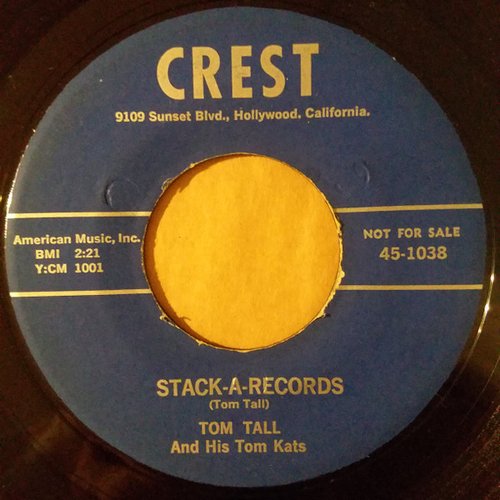 CREST
9109 Sunset Blvd., Hollywood, California.
American Music, Inc.
BMI 2:21
Y:CM 1001
NOT FOR SALE
45-1038
STACK-A-RECORDS
(Tom Tall)
TOM TALL
And His Tom Kats